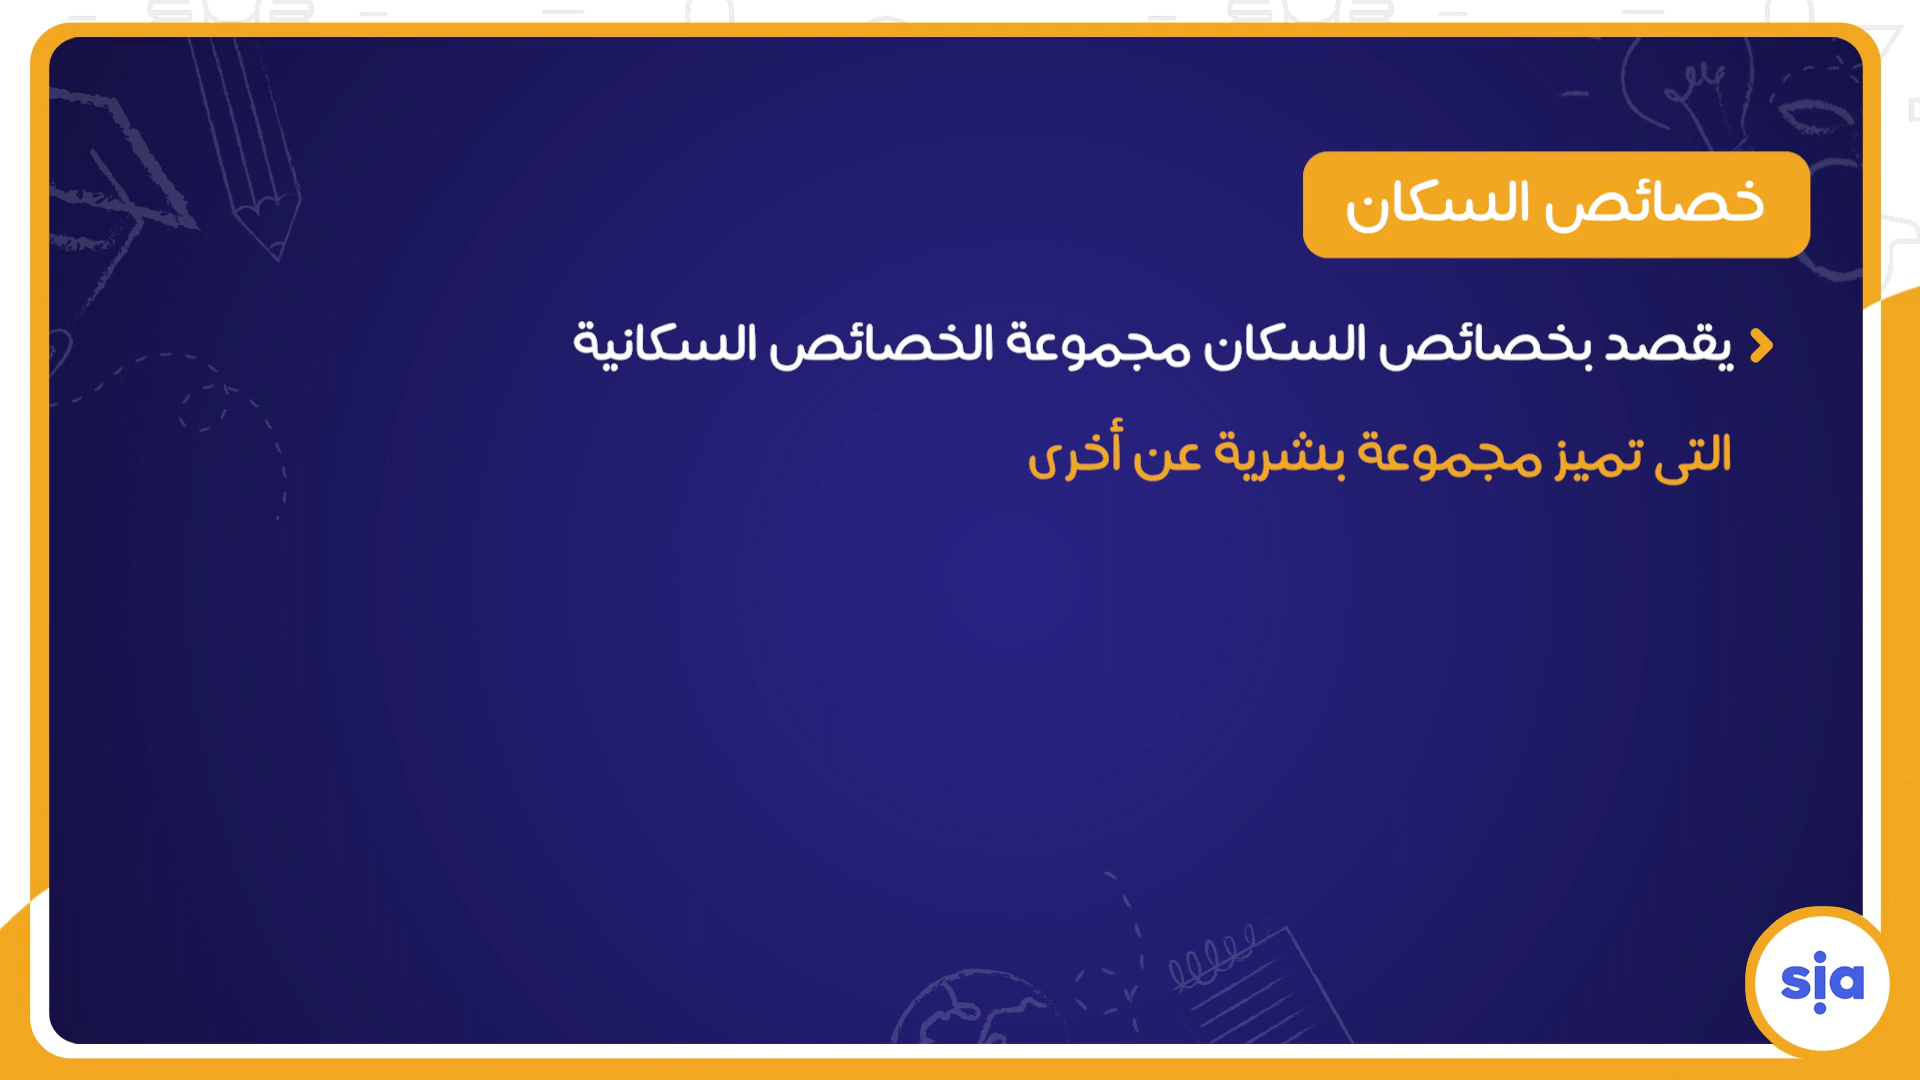 خصائص السكان
يقصد بخصائص السكان مجموعة الخصائص السكانية
التى تميز مجموعة بشرية عن أخرى
sia